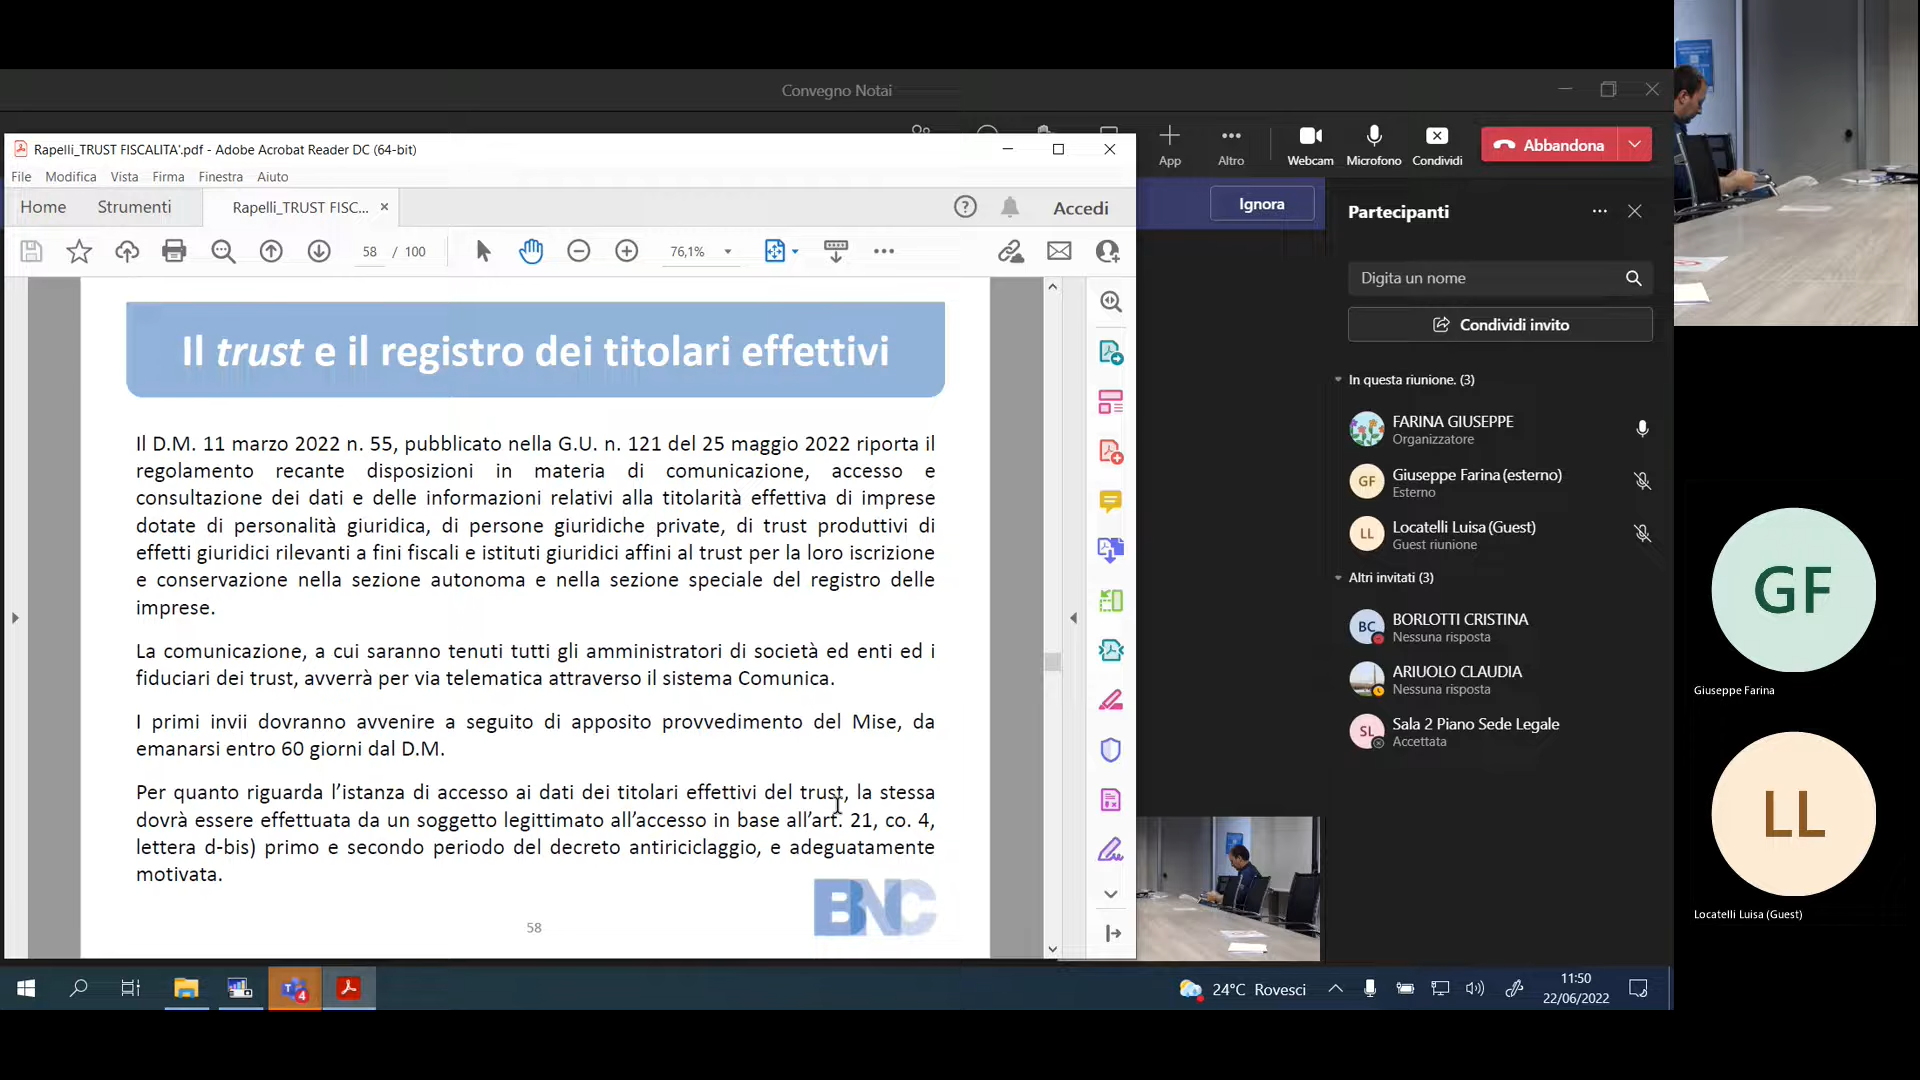 Convegno Notai
Rapelli_TRUST FISCALITA'.pdf - Adobe Acrobat Reader DC (64-bit)
File Modifica Vista Firma Finestra Aiuto
Home Strumenti Rapelli_TRUST FISC... Accedi
58 / 100 76,1%
App Altro Webcam Microfono Condividi Abbandona
Ignora
Il trust e il registro dei titolari effettivi
Il D.M. 11 marzo 2022 n. 55, pubblicato nella G.U. n. 121 del 25 maggio 2022 riporta il
regolamento recante disposizioni in materia di comunicazione, accesso e
consultazione dei dati e delle informazioni relativi alla titolarità effettiva di imprese
dotate di personalità giuridica, di persone giuridiche private, di trust produttivi di
effetti giuridici rilevanti a fini fiscali e istituti giuridici affini al trust per la loro iscrizione
e conservazione nella sezione autonoma e nella sezione speciale del registro delle
imprese.
La comunicazione, a cui saranno tenuti tutti gli amministratori di società ed enti ed i
fiduciari dei trust, avverrà per via telematica attraverso il sistema Comunica.
I primi invii dovranno avvenire a seguito di apposito provvedimento del Mise, da
emanarsi entro 60 giorni dal D.M.
Per quanto riguarda l’istanza di accesso ai dati dei titolari effettivi del trust, la stessa
dovrà essere effettuata da un soggetto legittimato all’accesso in base all’art. 21, co. 4,
lettera d-bis) primo e secondo periodo del decreto antiriciclaggio, e adeguatamente
motivata.
BNC
58
Partecipanti
Digita un nome
Condividi invito
In questa riunione. (3)
FARINA GIUSEPPE
Organizzatore
GF Giuseppe Farina (esterno)
Esterno
LL Locatelli Luisa (Guest)
Guest riunione
Altri invitati (3)
BC BORLOTTI CRISTINA
Nessuna risposta
ARIUOLO CLAUDIA
Nessuna risposta
SL Sala 2 Piano Sede Legale
Accettata
GF
Giuseppe Farina
LL
Locatelli Luisa (Guest)
4
24°C Rovesci
11:50
22/06/2022